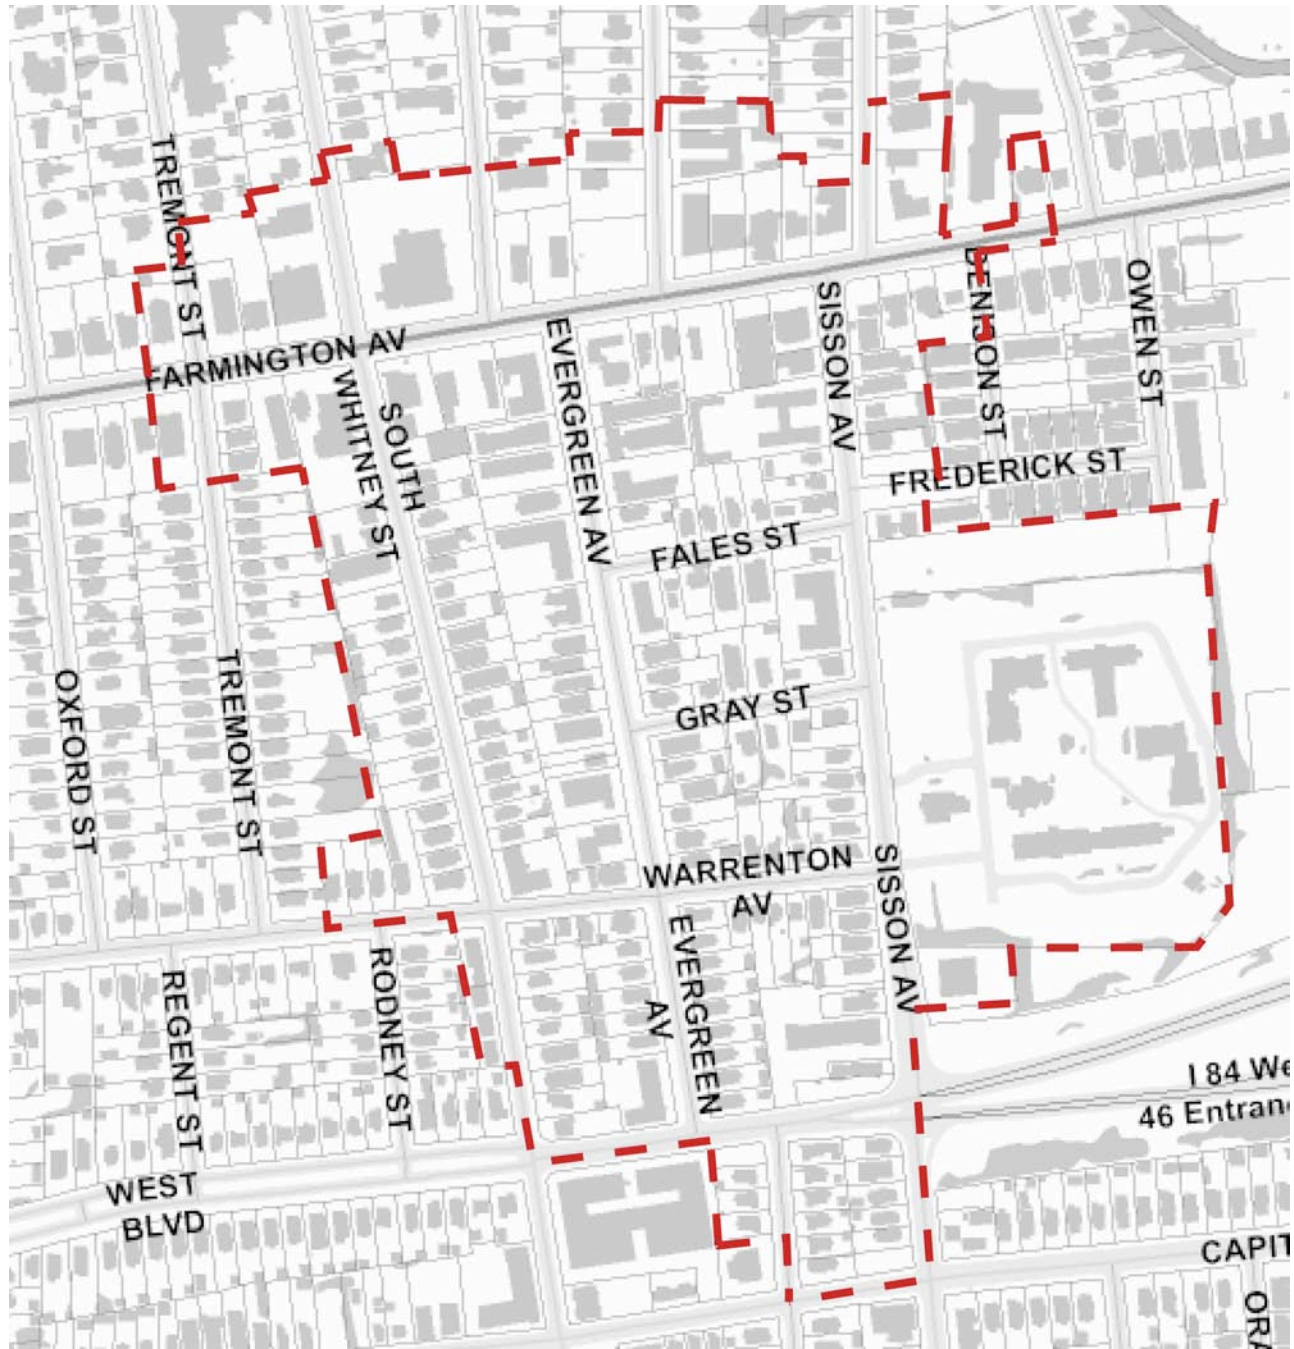 TREMONT ST
FARMINGTON AV
SOUTH
WHITNEY ST
EVERGREEN AV
SISSON AV
DENISON ST
OWEN ST
FREDERICK ST
FALES ST
OXFORD ST
TREMONT ST
GRAY ST
WARRENTON
AV
SISSON AV
EVERGREEN
AV
REGENT ST
RODNEY ST
I 84 We
46 Entran
WEST
BLVD
CAPIT
ORA